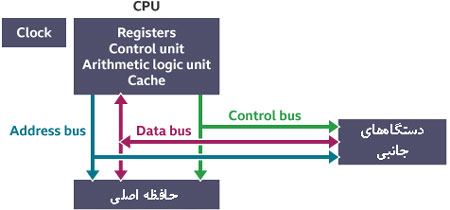 CPU
Clock
Registers
Control unit
Arithmetic logic unit
Cache
Control bus
Address bus
Data bus
دستگاه‌های
جانبی
حافظه اصلی